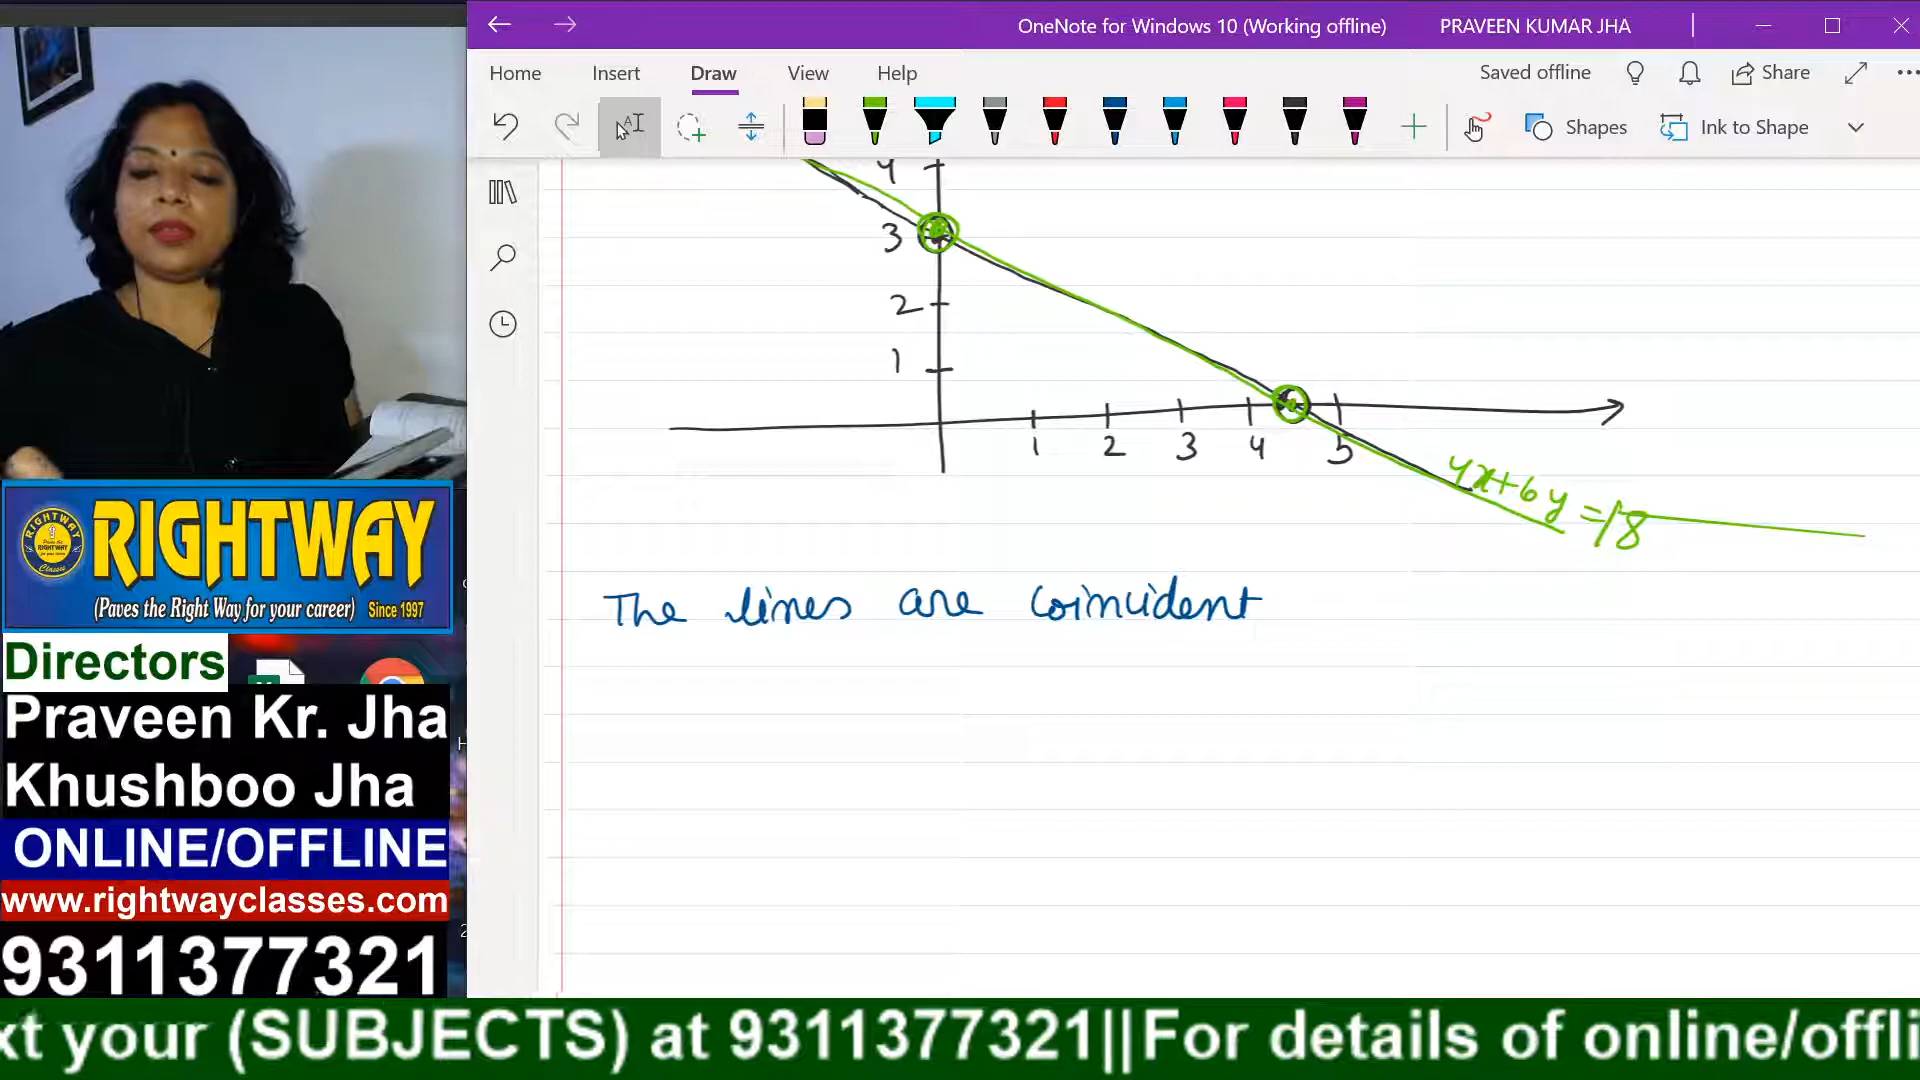 OneNote for Windows 10 (Working offline)
PRAVEEN KUMAR JHA
Home Insert Draw View Help
Saved offline
Share
Shapes
Ink to Shape
4
3
2
1
1 2 3 4 5
4x+6y=18
The lines are coincident
RIGHTWAY
RIGHTWAY
Classes
(Paves the Right Way for your career) Since 1997
Directors
Praveen Kr. Jha
Khushboo Jha
ONLINE/OFFLINE
www.rightwayclasses.com
9311377321
xt your (SUBJECTS) at 9311377321||For details of online/offli